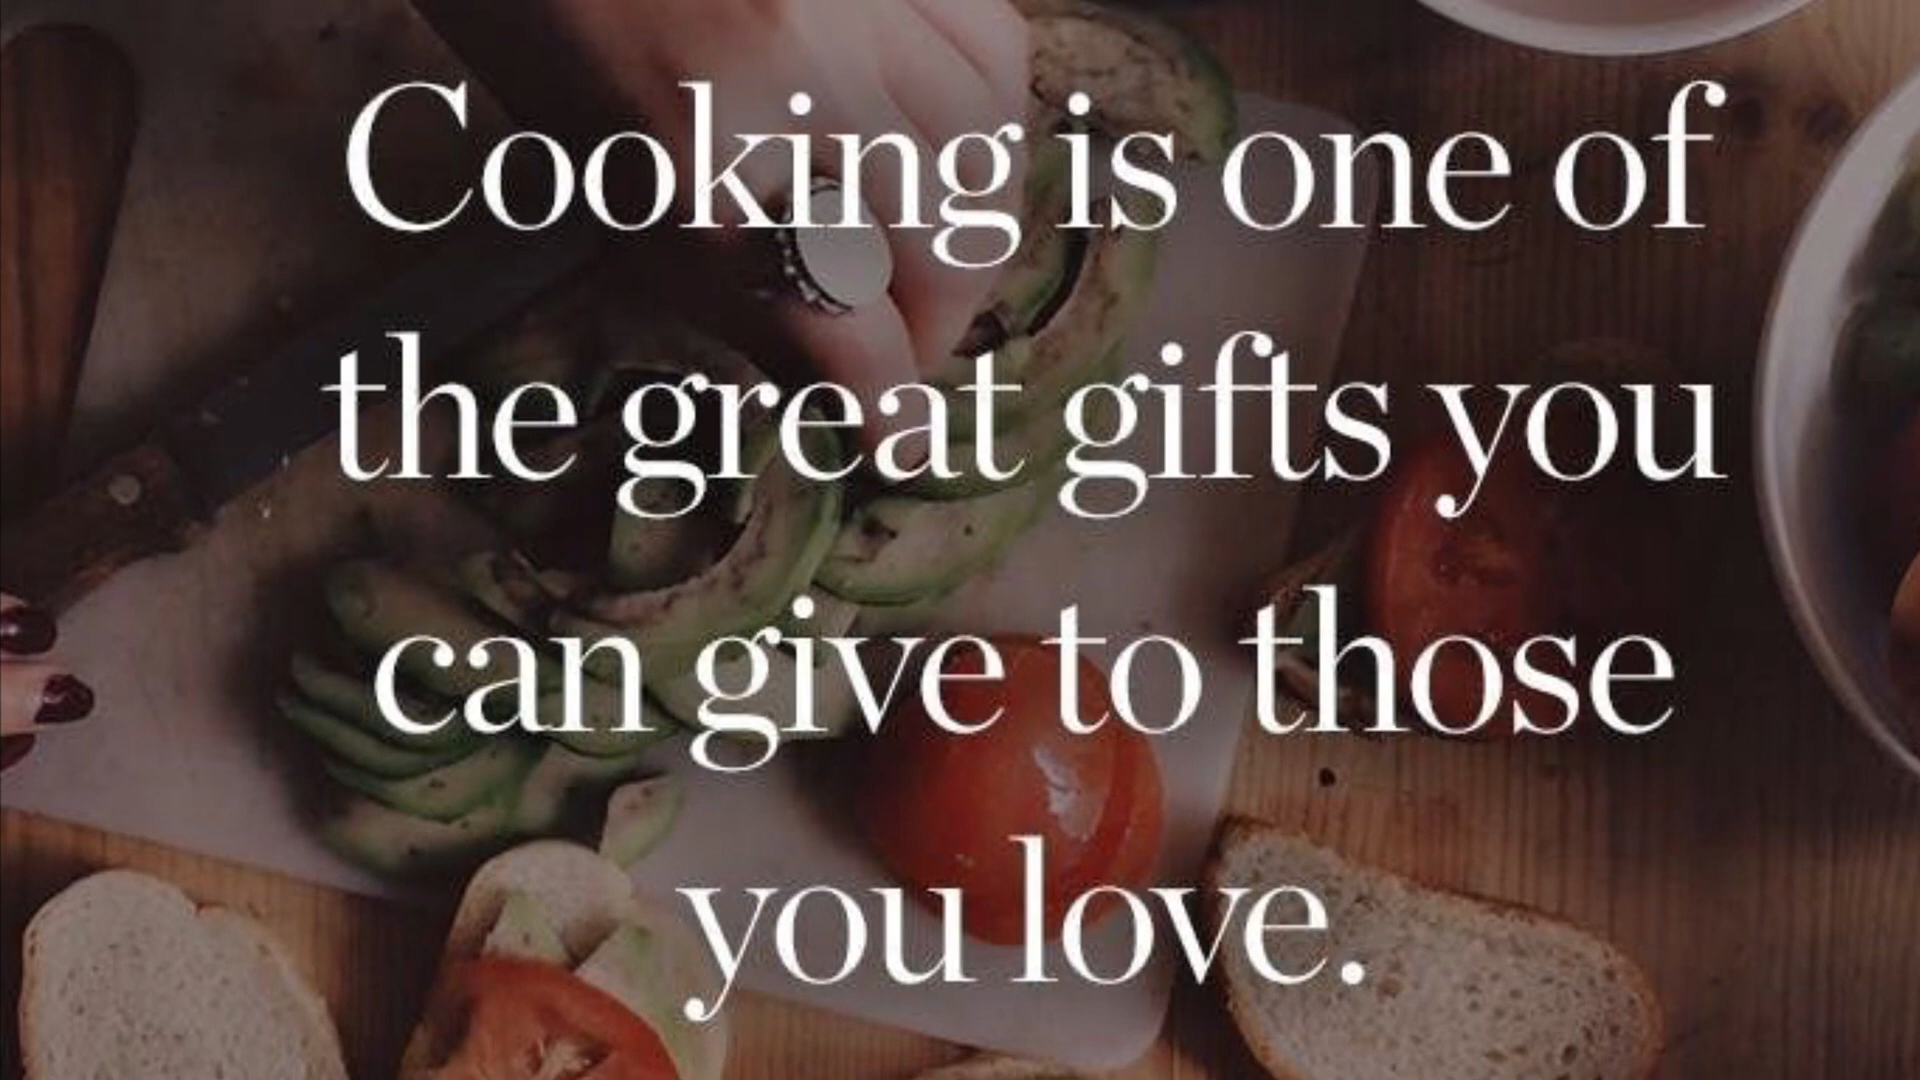 Cooking is one of
the great gifts you
can give to those
you love.